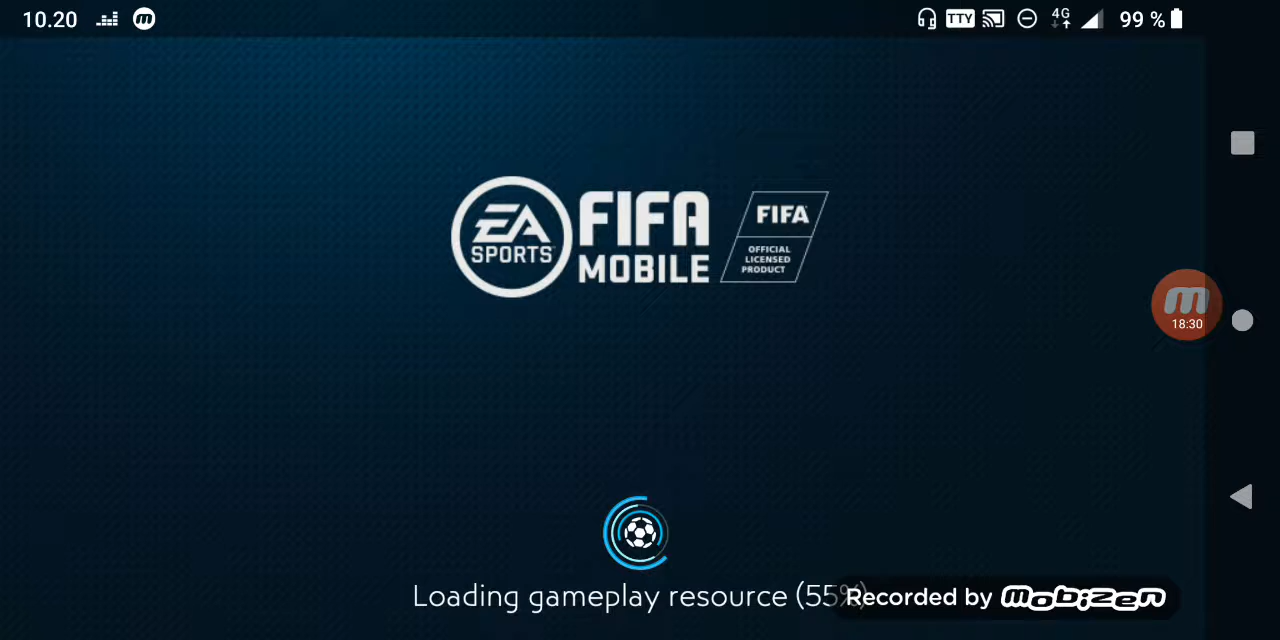 10.20 m TTY 4G 99 %
EA SPORTS
FIFA
MOBILE
FIFA
OFFICIAL
LICENSED
PRODUCT
m
18:30
Loading gameplay resource (55%)
Recorded by mobizen